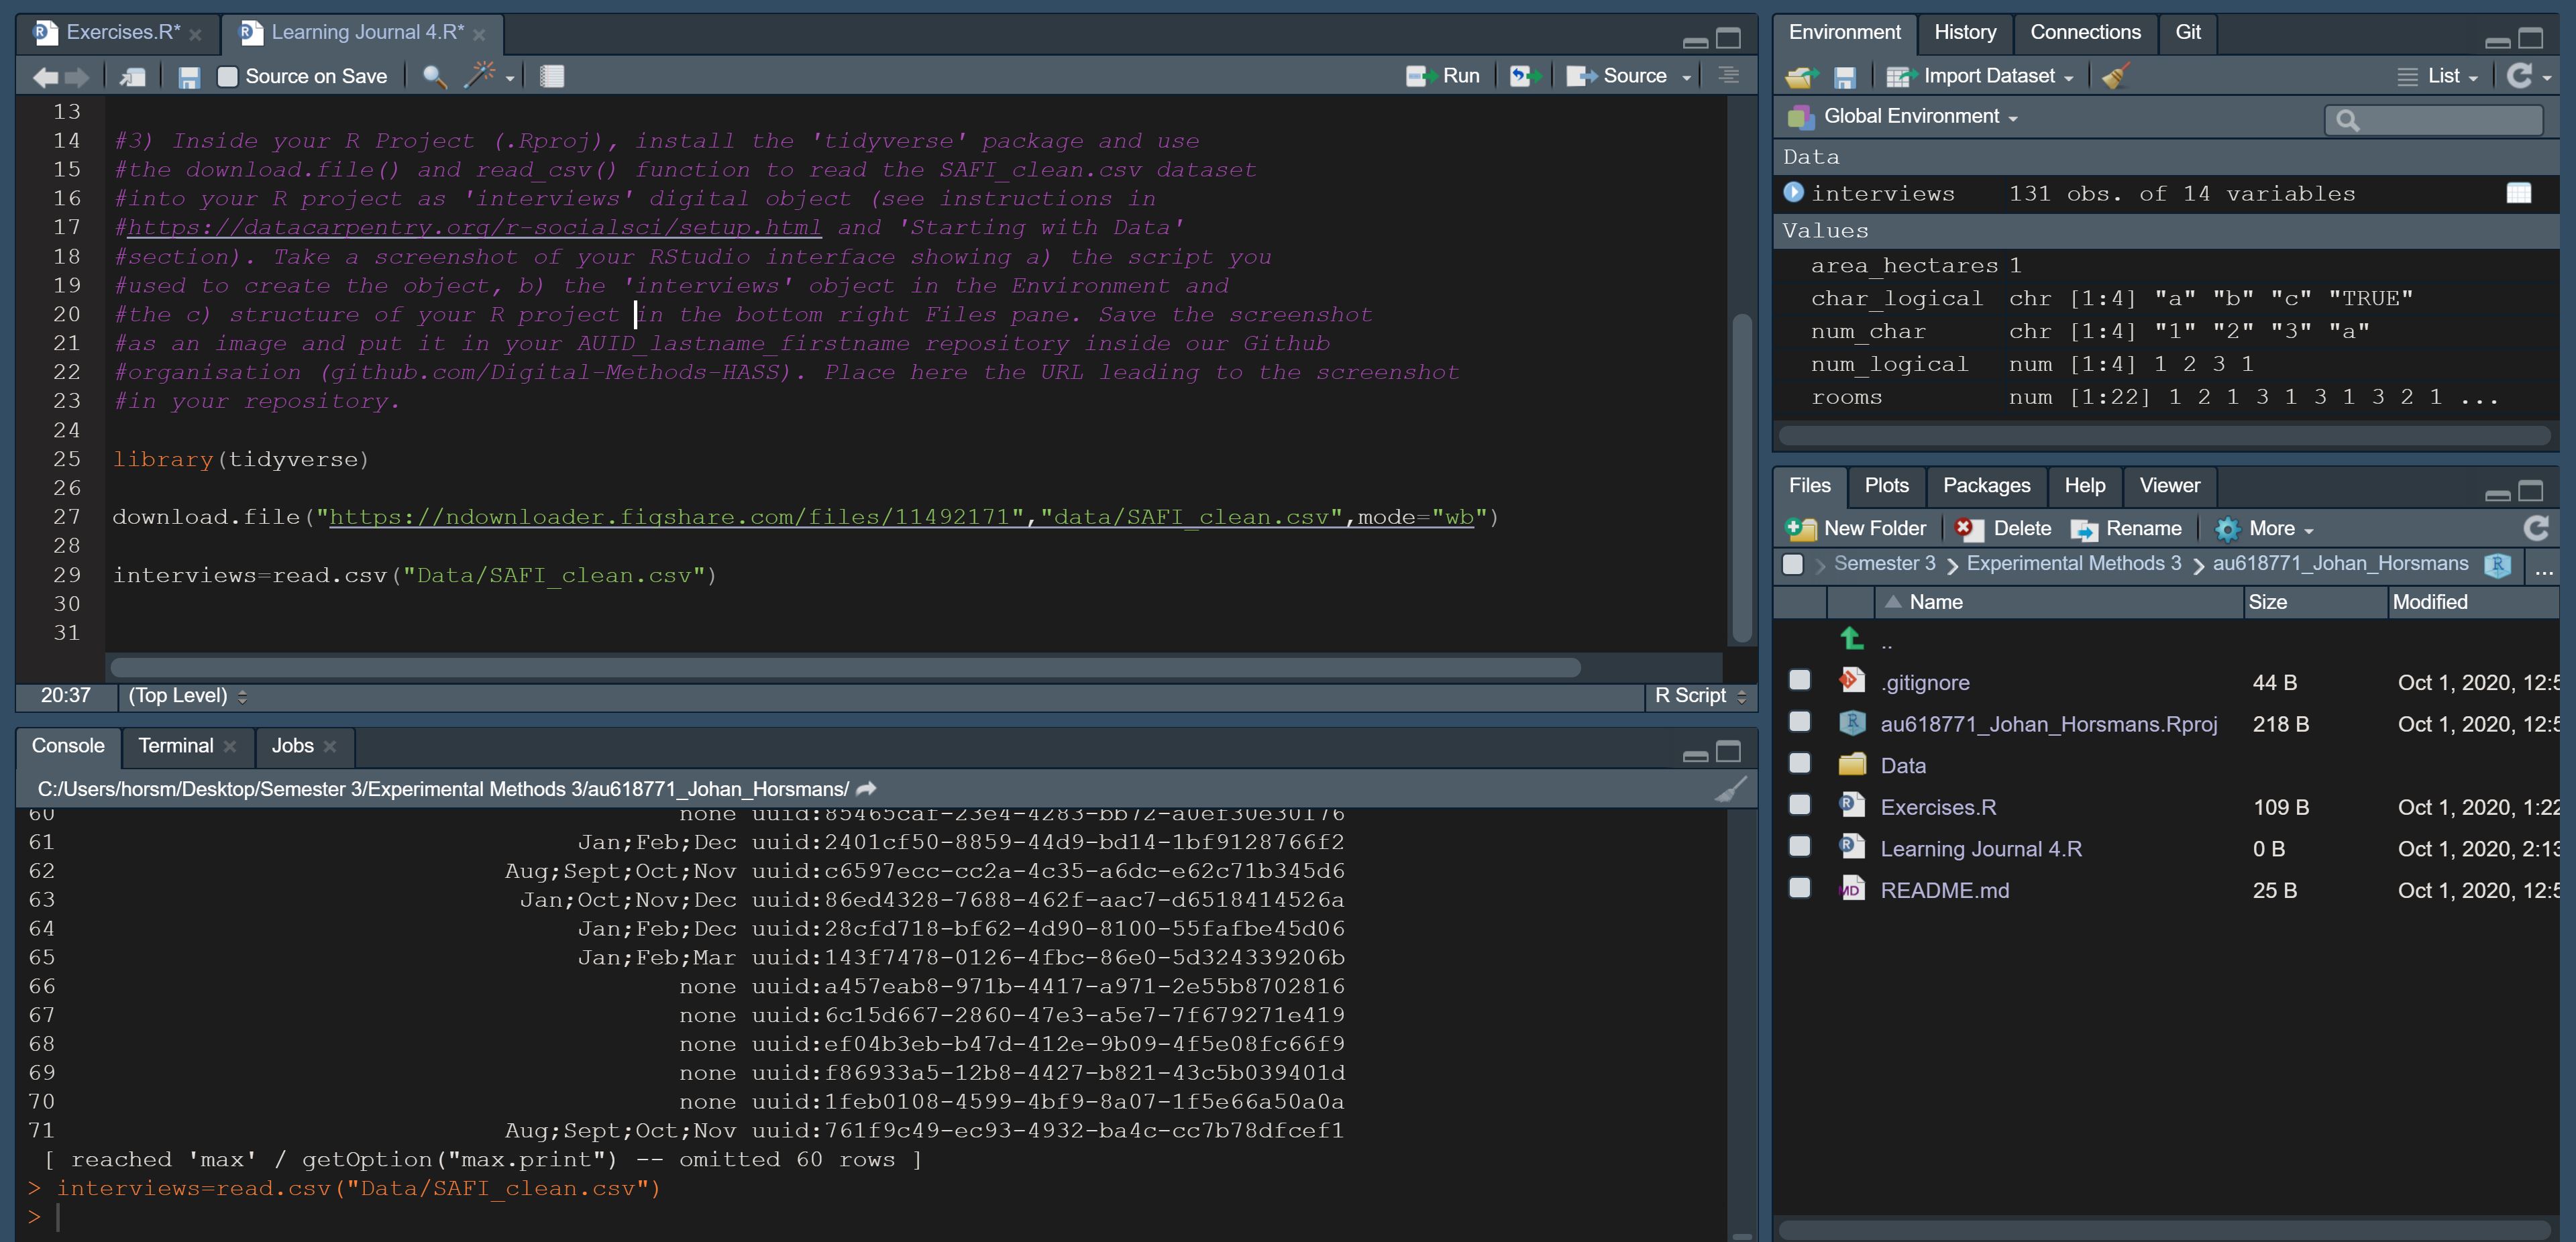 Exercises.R*
Learning Journal 4.R*
Source on Save
Run
Source
13
14 #3) Inside your R Project (.Rproj), install the 'tidyverse' package and use
15 #the download.file() and read_csv() function to read the SAFI_clean.csv dataset
16 #into your R project as 'interviews' digital object (see instructions in
17 #https://datacarpentry.org/r-socialsci/setup.html and 'Starting with Data'
18 #section). Take a screenshot of your RStudio interface showing a) the script you
19 #used to create the object, b) the 'interviews' object in the Environment and
20 #the c) structure of your R project in the bottom right Files pane. Save the screenshot
21 #as an image and put it in your AUID_lastname_firstname repository inside our Github
22 #organisation (github.com/Digital-Methods-HASS). Place here the URL leading to the screenshot
23 #in your repository.
24
25 library(tidyverse)
26
27 download.file("https://ndownloader.figshare.com/files/11492171","data/SAFI_clean.csv",mode="wb")
28
29 interviews=read.csv("Data/SAFI_clean.csv")
30
31
20:37 (Top Level) R Script
Console Terminal Jobs
C:/Users/horsm/Desktop/Semester 3/Experimental Methods 3/au618771_Johan_Horsmans/
60 none uuid:85465caf-23e4-4283-bb72-a0ef30e30176
61 Jan;Feb;Dec uuid:2401cf50-8859-44d9-bd14-1bf9128766f2
62 Aug;Sept;Oct;Nov uuid:c6597ecc-cc2a-4c35-a6dc-e62c71b345d6
63 Jan;Oct;Nov;Dec uuid:86ed4328-7688-462f-aac7-d6518414526a
64 Jan;Feb;Dec uuid:28cfd718-bf62-4d90-8100-55fafbe45d06
65 Jan;Feb;Mar uuid:143f7478-0126-4fbc-86e0-5d324339206b
66 none uuid:a457eab8-971b-4417-a971-2e55b8702816
67 none uuid:6c15d667-2860-47e3-a5e7-7f679271e419
68 none uuid:ef04b3eb-b47d-412e-9b09-4f5e08fc66f9
69 none uuid:f86933a5-12b8-4427-b821-43c5b039401d
70 none uuid:1feb0108-4599-4bf9-8a07-1f5e66a50a0a
71 Aug;Sept;Oct;Nov uuid:761f9c49-ec93-4932-ba4c-cc7b78dfcef1
[ reached 'max' / getOption("max.print") -- omitted 60 rows ]
> interviews=read.csv("Data/SAFI_clean.csv")
>
Environment History Connections Git
Import Dataset List
Global Environment
Data
interviews 131 obs. of 14 variables
Values
area_hectares 1
char_logical chr [1:4] "a" "b" "c" "TRUE"
num_char chr [1:4] "1" "2" "3" "a"
num_logical num [1:4] 1 2 3 1
rooms num [1:22] 1 2 1 3 1 3 1 3 2 1 ...
Files Plots Packages Help Viewer
New Folder Delete Rename More
Semester 3 Experimental Methods 3 au618771_Johan_Horsmans ...
Name Size Modified
..
.gitignore 44 B Oct 1, 2020, 12:5
au618771_Johan_Horsmans.Rproj 218 B Oct 1, 2020, 12:5
Data
Exercises.R 109 B Oct 1, 2020, 1:22
Learning Journal 4.R 0 B Oct 1, 2020, 2:13
README.md 25 B Oct 1, 2020, 12:5